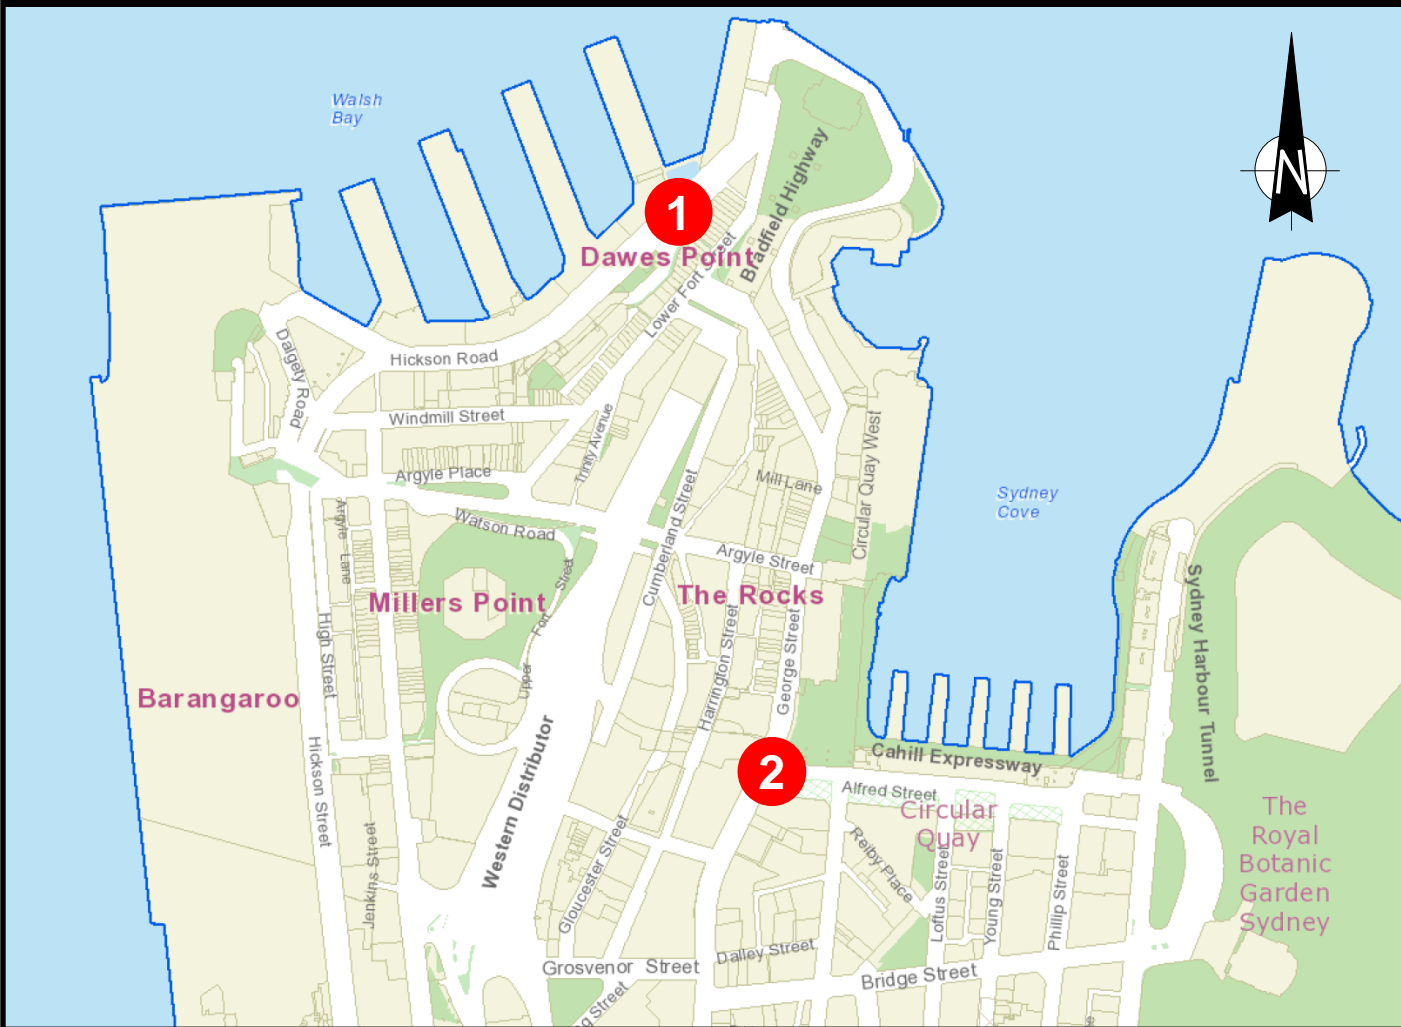 Walsh
Bay
N
1
Dawes Point
Bradfield Highway
Lower Fort Street
Dalgety Road
Hickson Road
Windmill Street
Trinity Avenue
Argyle Place
Mill Lane
Circular Quay West
Sydney
Cove
Watson Road
Argyle Lane
Cumberland Street
Argyle Street
Millers Point
The Rocks
Upper Fort Street
High Street
Harrington Street
George Street
Sydney Harbour Tunnel
Barangaroo
Hickson Street
Western Distributor
2
Cahill Expressway
Alfred Street
Circular
Quay
The
Royal
Botanic
Garden
Sydney
Jenkins Street
Gloucester Street
Reiby Place
Loftus Street
Young Street
Phillip Street
Dalley Street
Grosvenor Street
Bridge Street
g Street